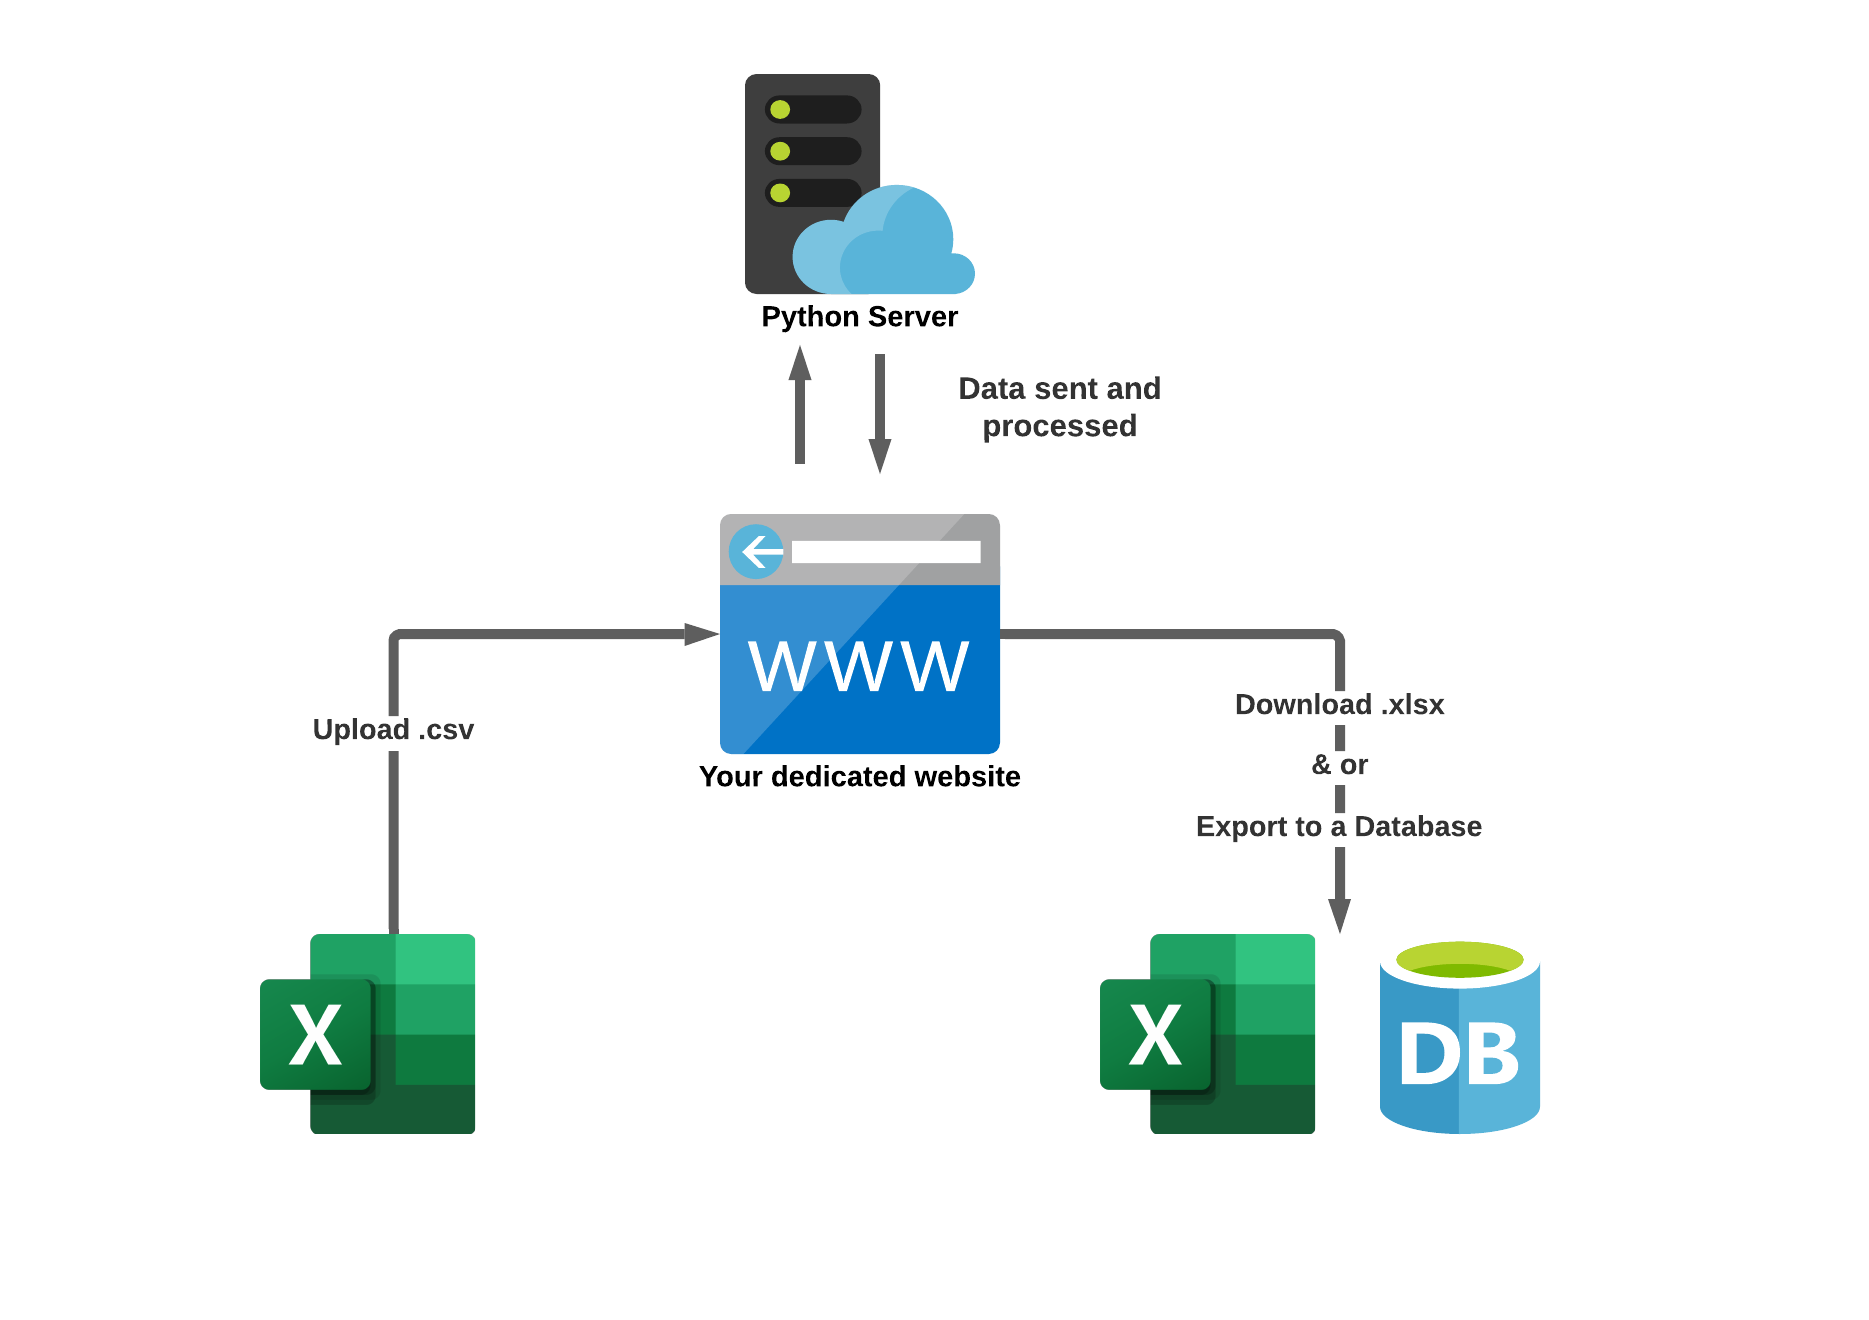 Python Server
Data sent and
processed
WWW
Your dedicated website
Upload .csv
Download .xlsx
& or
Export to a Database
X
X
DB